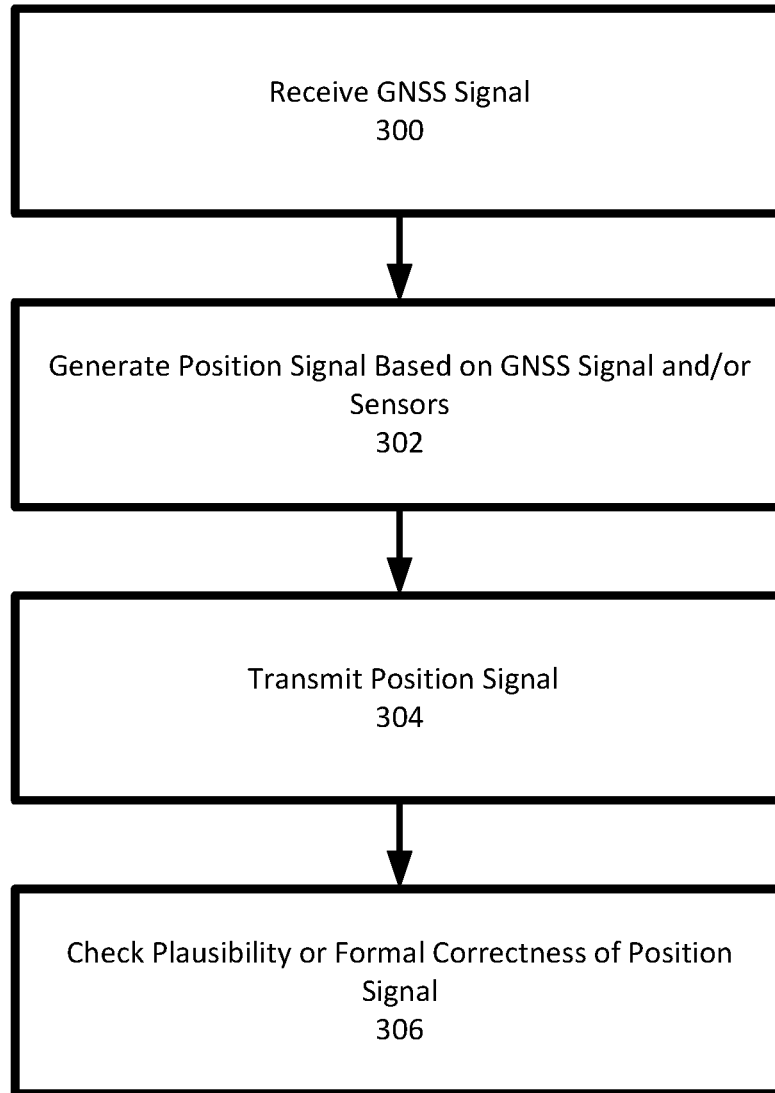 Receive GNSS Signal
300
Generate Position Signal Based on GNSS Signal and/or
Sensors
302
Transmit Position Signal
304
Check Plausibility or Formal Correctness of Position
Signal
306